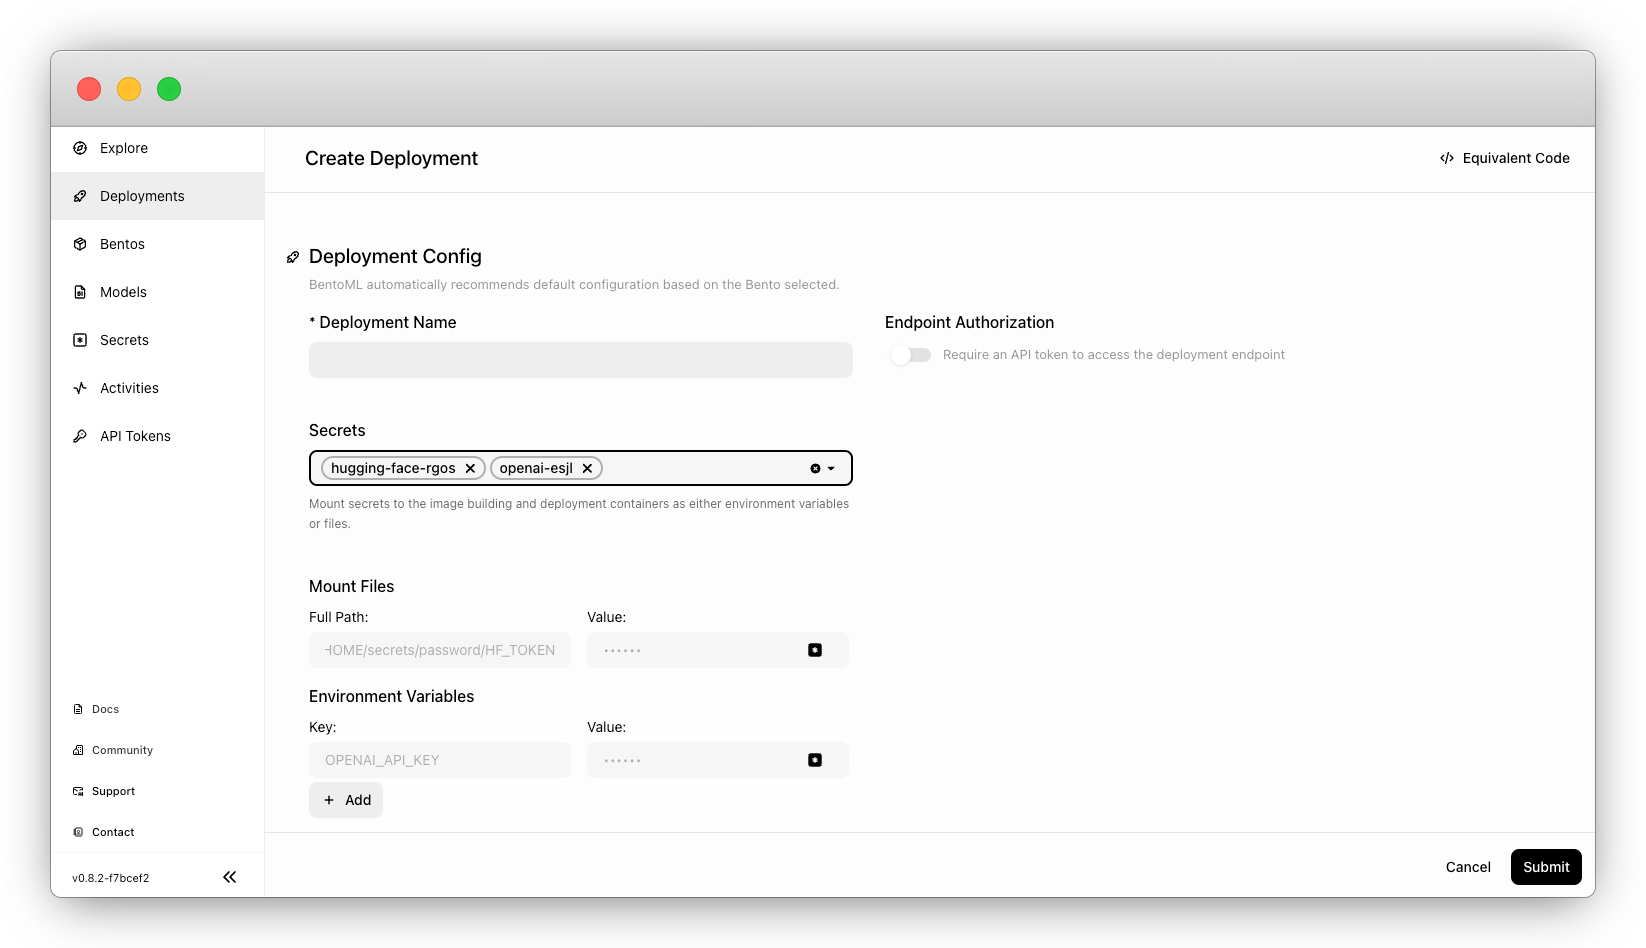 Explore
Deployments
Bentos
Models
Secrets
Activities
API Tokens
Docs
Community
Support
Contact
v0.8.2-f7bcef2
Create Deployment
Equivalent Code
Deployment Config
BentoML automatically recommends default configuration based on the Bento selected.
* Deployment Name
Endpoint Authorization
Require an API token to access the deployment endpoint
Secrets
hugging-face-rgos openai-esjl
Mount secrets to the image building and deployment containers as either environment variables
or files.
Mount Files
Full Path: Value:
HOME/secrets/password/HF_TOKEN ••••••
Environment Variables
Key: Value:
OPENAI_API_KEY ••••••
+ Add
Cancel Submit